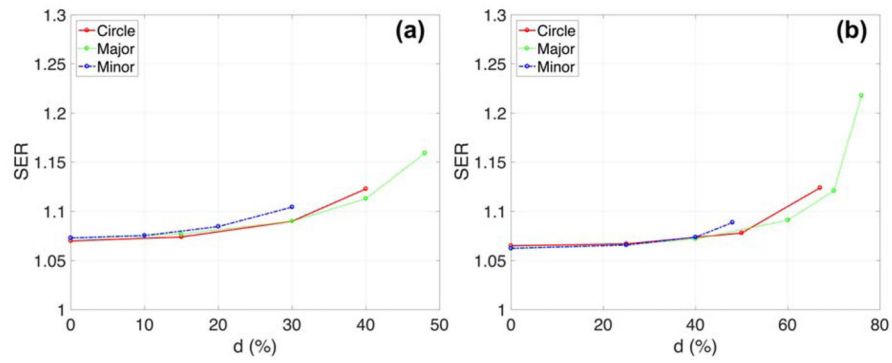 (a)
Circle
Major
Minor
SER
1.3
1.25
1.2
1.15
1.1
1.05
1
0 10 20 30 40 50
d (%)
(b)
Circle
Major
Minor
SER
1.3
1.25
1.2
1.15
1.1
1.05
1
0 20 40 60 80
d (%)